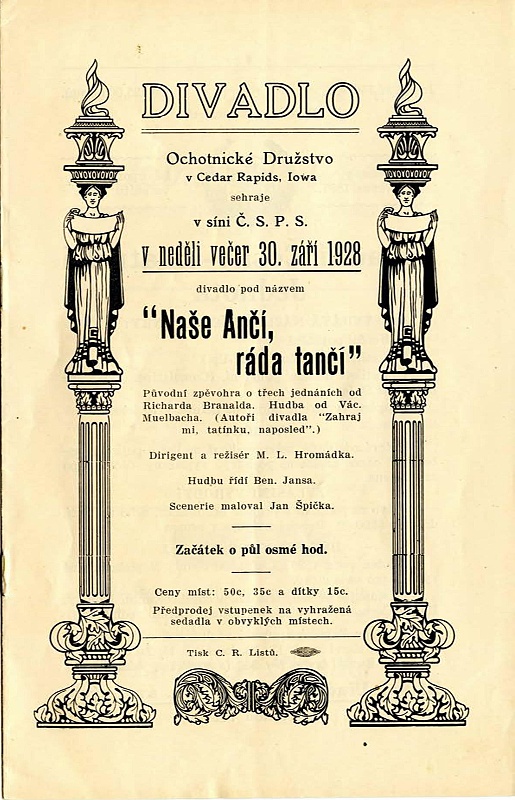 DIVADLO
Ochotnické Družstvo
v Cedar Rapids, Iowa
sehraje
v síni Č. S. P. S.
v neděli večer 30. září 1928
divadlo pod názvem
“Naše Ančí,
ráda tančí”
Původní zpěvohra o třech jednáních od
Richarda Branalda. Hudba od Vác.
Muelbacha. (Autoři divadla “Zahraj
mi, tatínku, naposled”.)
Dirigent a režisér M. L. Hromádka.
Hudbu řídí Ben. Jansa.
Scenerie maloval Jan Špička.
Začátek o půl osmé hod.
Ceny míst: 50c, 35c a dítky 15c.
Předprodej vstupenek na vyhražená
sedadla v obvyklých místech.
Tisk C. R. Listů.